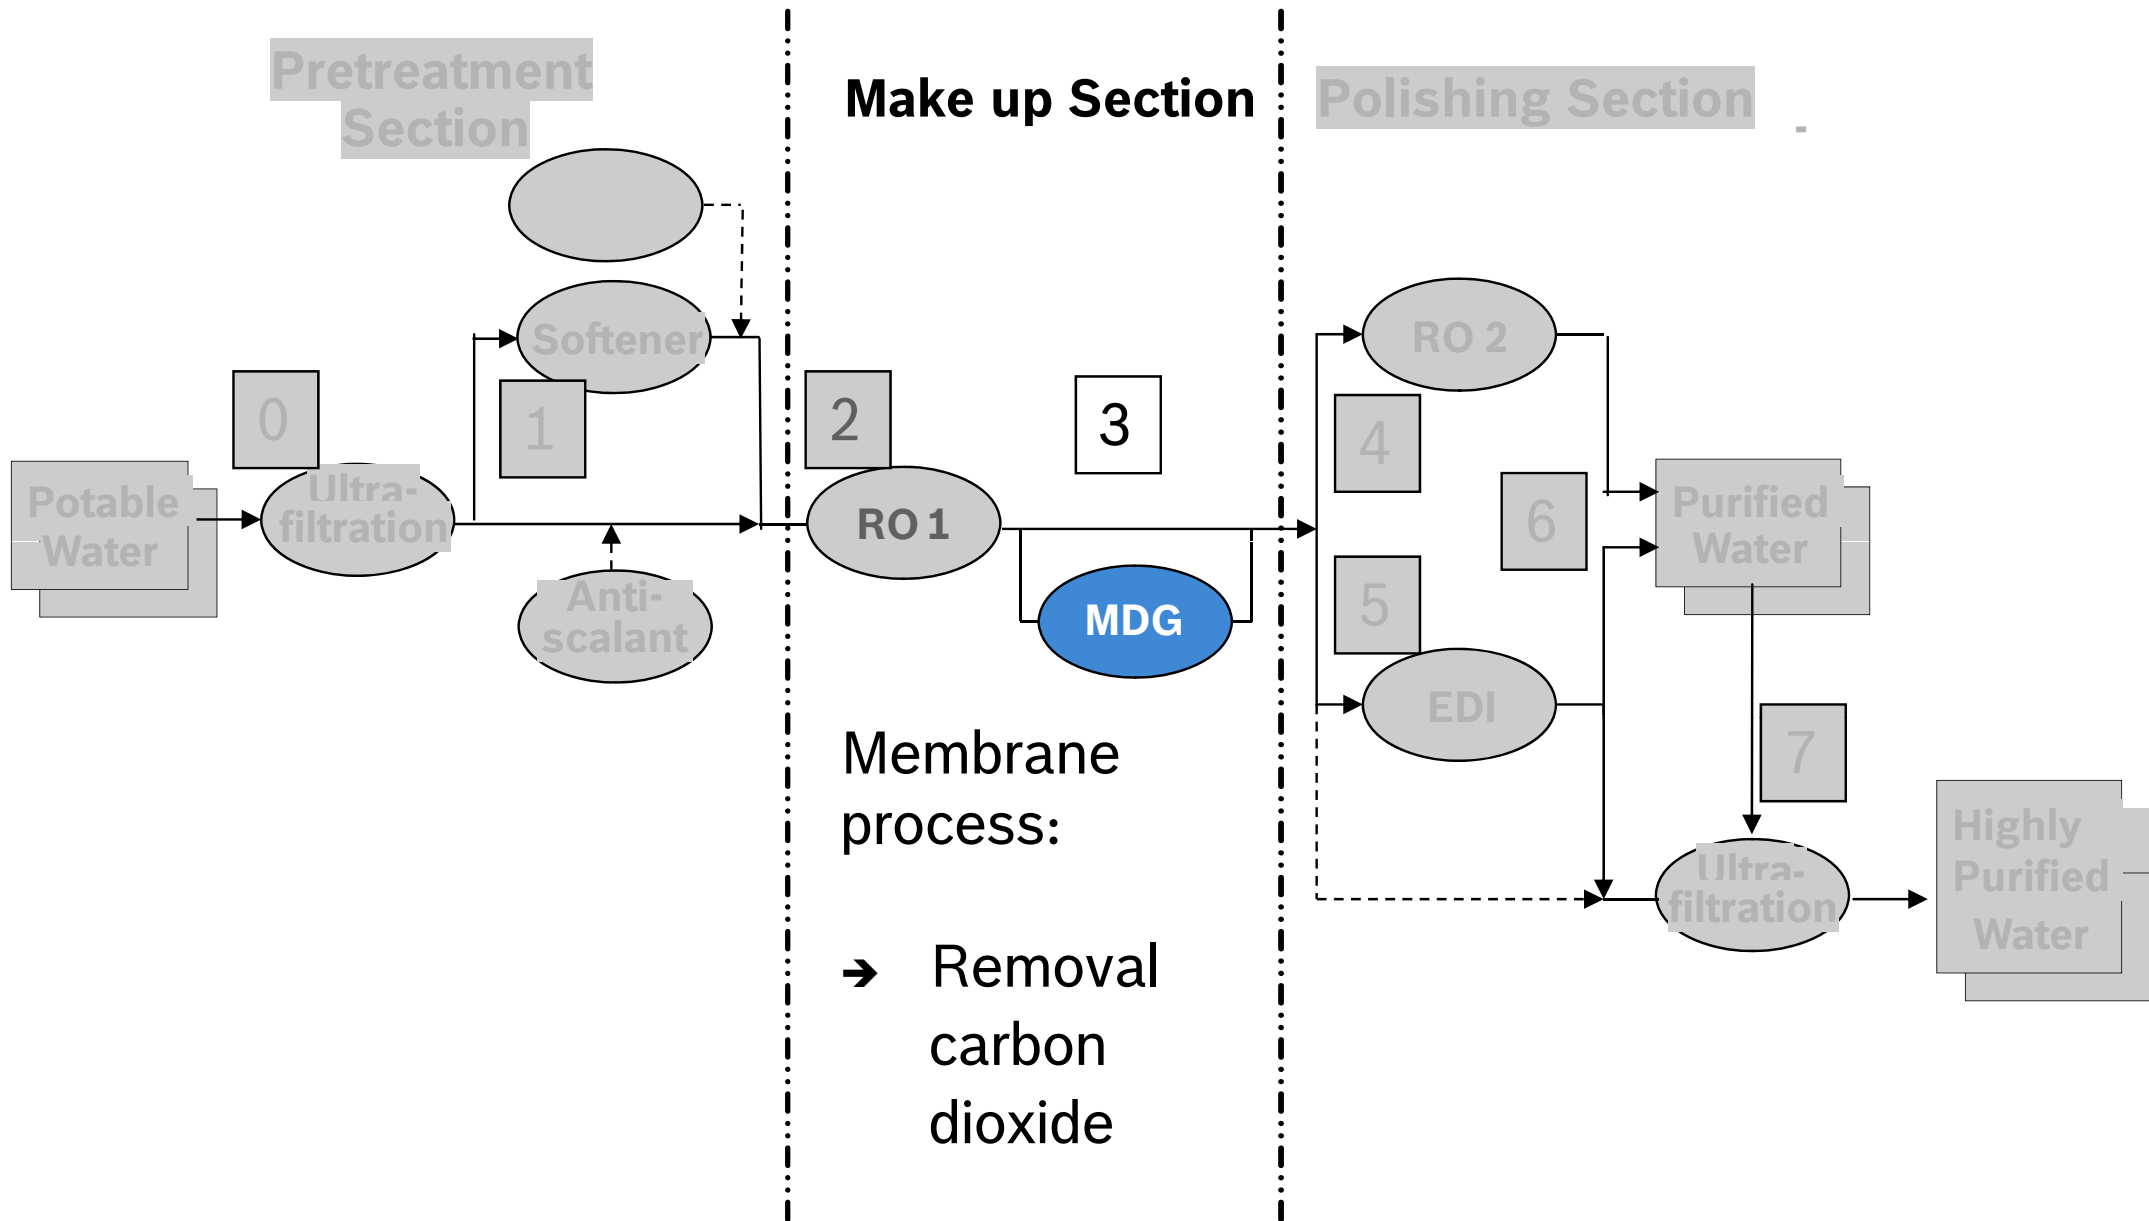 Pretreatment
Section
Make up Section
Polishing Section
-
Softener
RO 2
0
1
2
3
4
Potable
Water
Ultra-
filtration
RO 1
6
Purified
Water
Anti-
scalant
MDG
5
EDI
7
Membrane
process:
Highly
Purified
Water
Ultra-
filtration
➔ Removal
carbon
dioxide